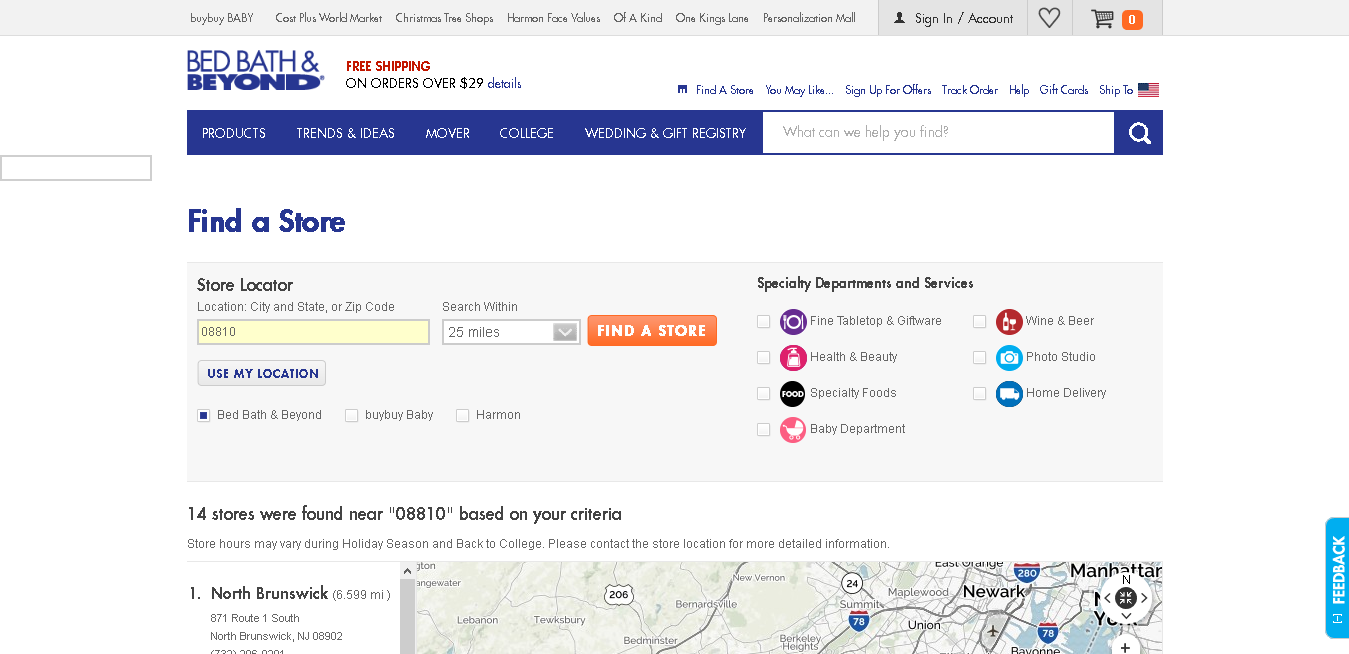 buybuy BABY Cost Plus World Market Christmas Tree Shops Harmon Face Values Of A Kind One Kings Lane Personalization Mall Sign In / Account 0
BED BATH &
BEYOND®
FREE SHIPPING
ON ORDERS OVER $29 details
Find A Store You May Like... Sign Up For Offers Track Order Help Gift Cards Ship To
PRODUCTS TRENDS & IDEAS MOVER COLLEGE WEDDING & GIFT REGISTRY What can we help you find?
Find a Store
Store Locator
Location: City and State, or Zip Code Search Within
08810 25 miles FIND A STORE
USE MY LOCATION
Bed Bath & Beyond buybuy Baby Harmon
Specialty Departments and Services
Fine Tabletop & Giftware Wine & Beer
Health & Beauty Photo Studio
FOOD Specialty Foods Home Delivery
Baby Department
14 stores were found near "08810" based on your criteria
Store hours may vary during Holiday Season and Back to College. Please contact the store location for more detailed information.
1. North Brunswick (6.599 mi )
871 Route 1 South
North Brunswick, NJ 08902
(732) 296-0201
gton
angewater
206
Lebanon
Tewksbury
Bedminster
Bernardsville
New Vernon
Berkeley
Heights
24
Summit
78
Maplewood
East Orange
280
Newark
Union
78
Bayonne
Manhattan
N
York
+
[-] FEEDBACK